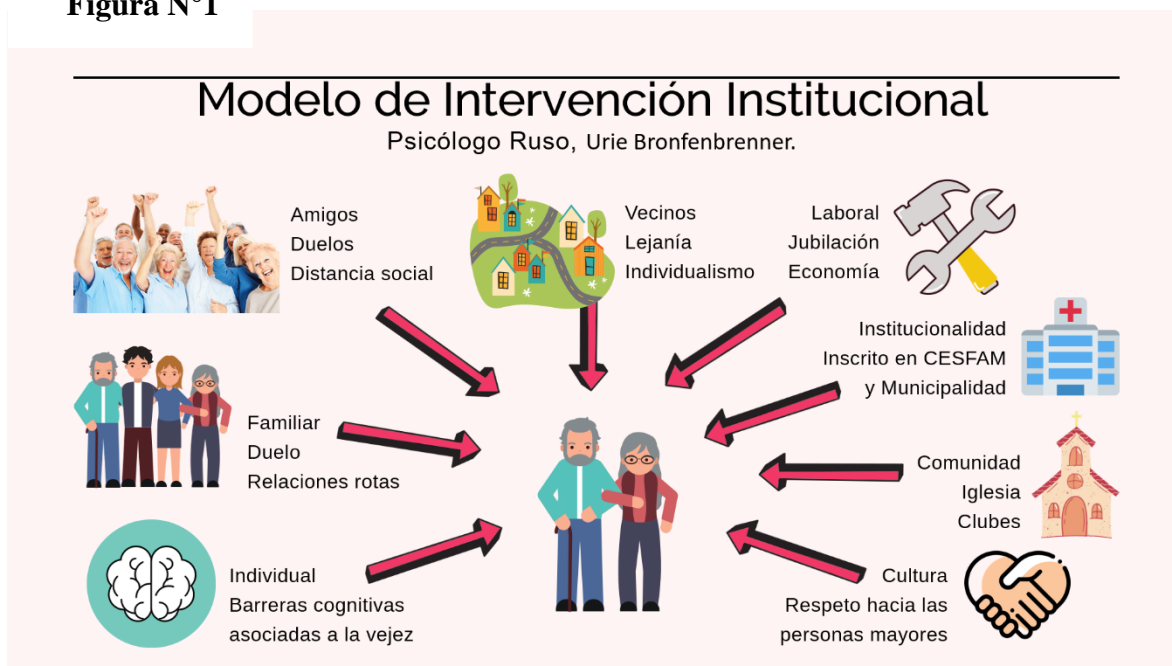 Figura N°1
Modelo de Intervención Institucional
Psicólogo Ruso, Urie Bronfenbrenner.
Amigos
Duelos
Distancia social
Vecinos
Lejanía
Individualismo
Laboral
Jubilación
Economía
Institucionalidad
Inscrito en CESFAM
y Municipalidad
Familiar
Duelo
Relaciones rotas
Comunidad
Iglesia
Clubes
Individual
Barreras cognitivas
asociadas a la vejez
Cultura
Respeto hacia las
personas mayores